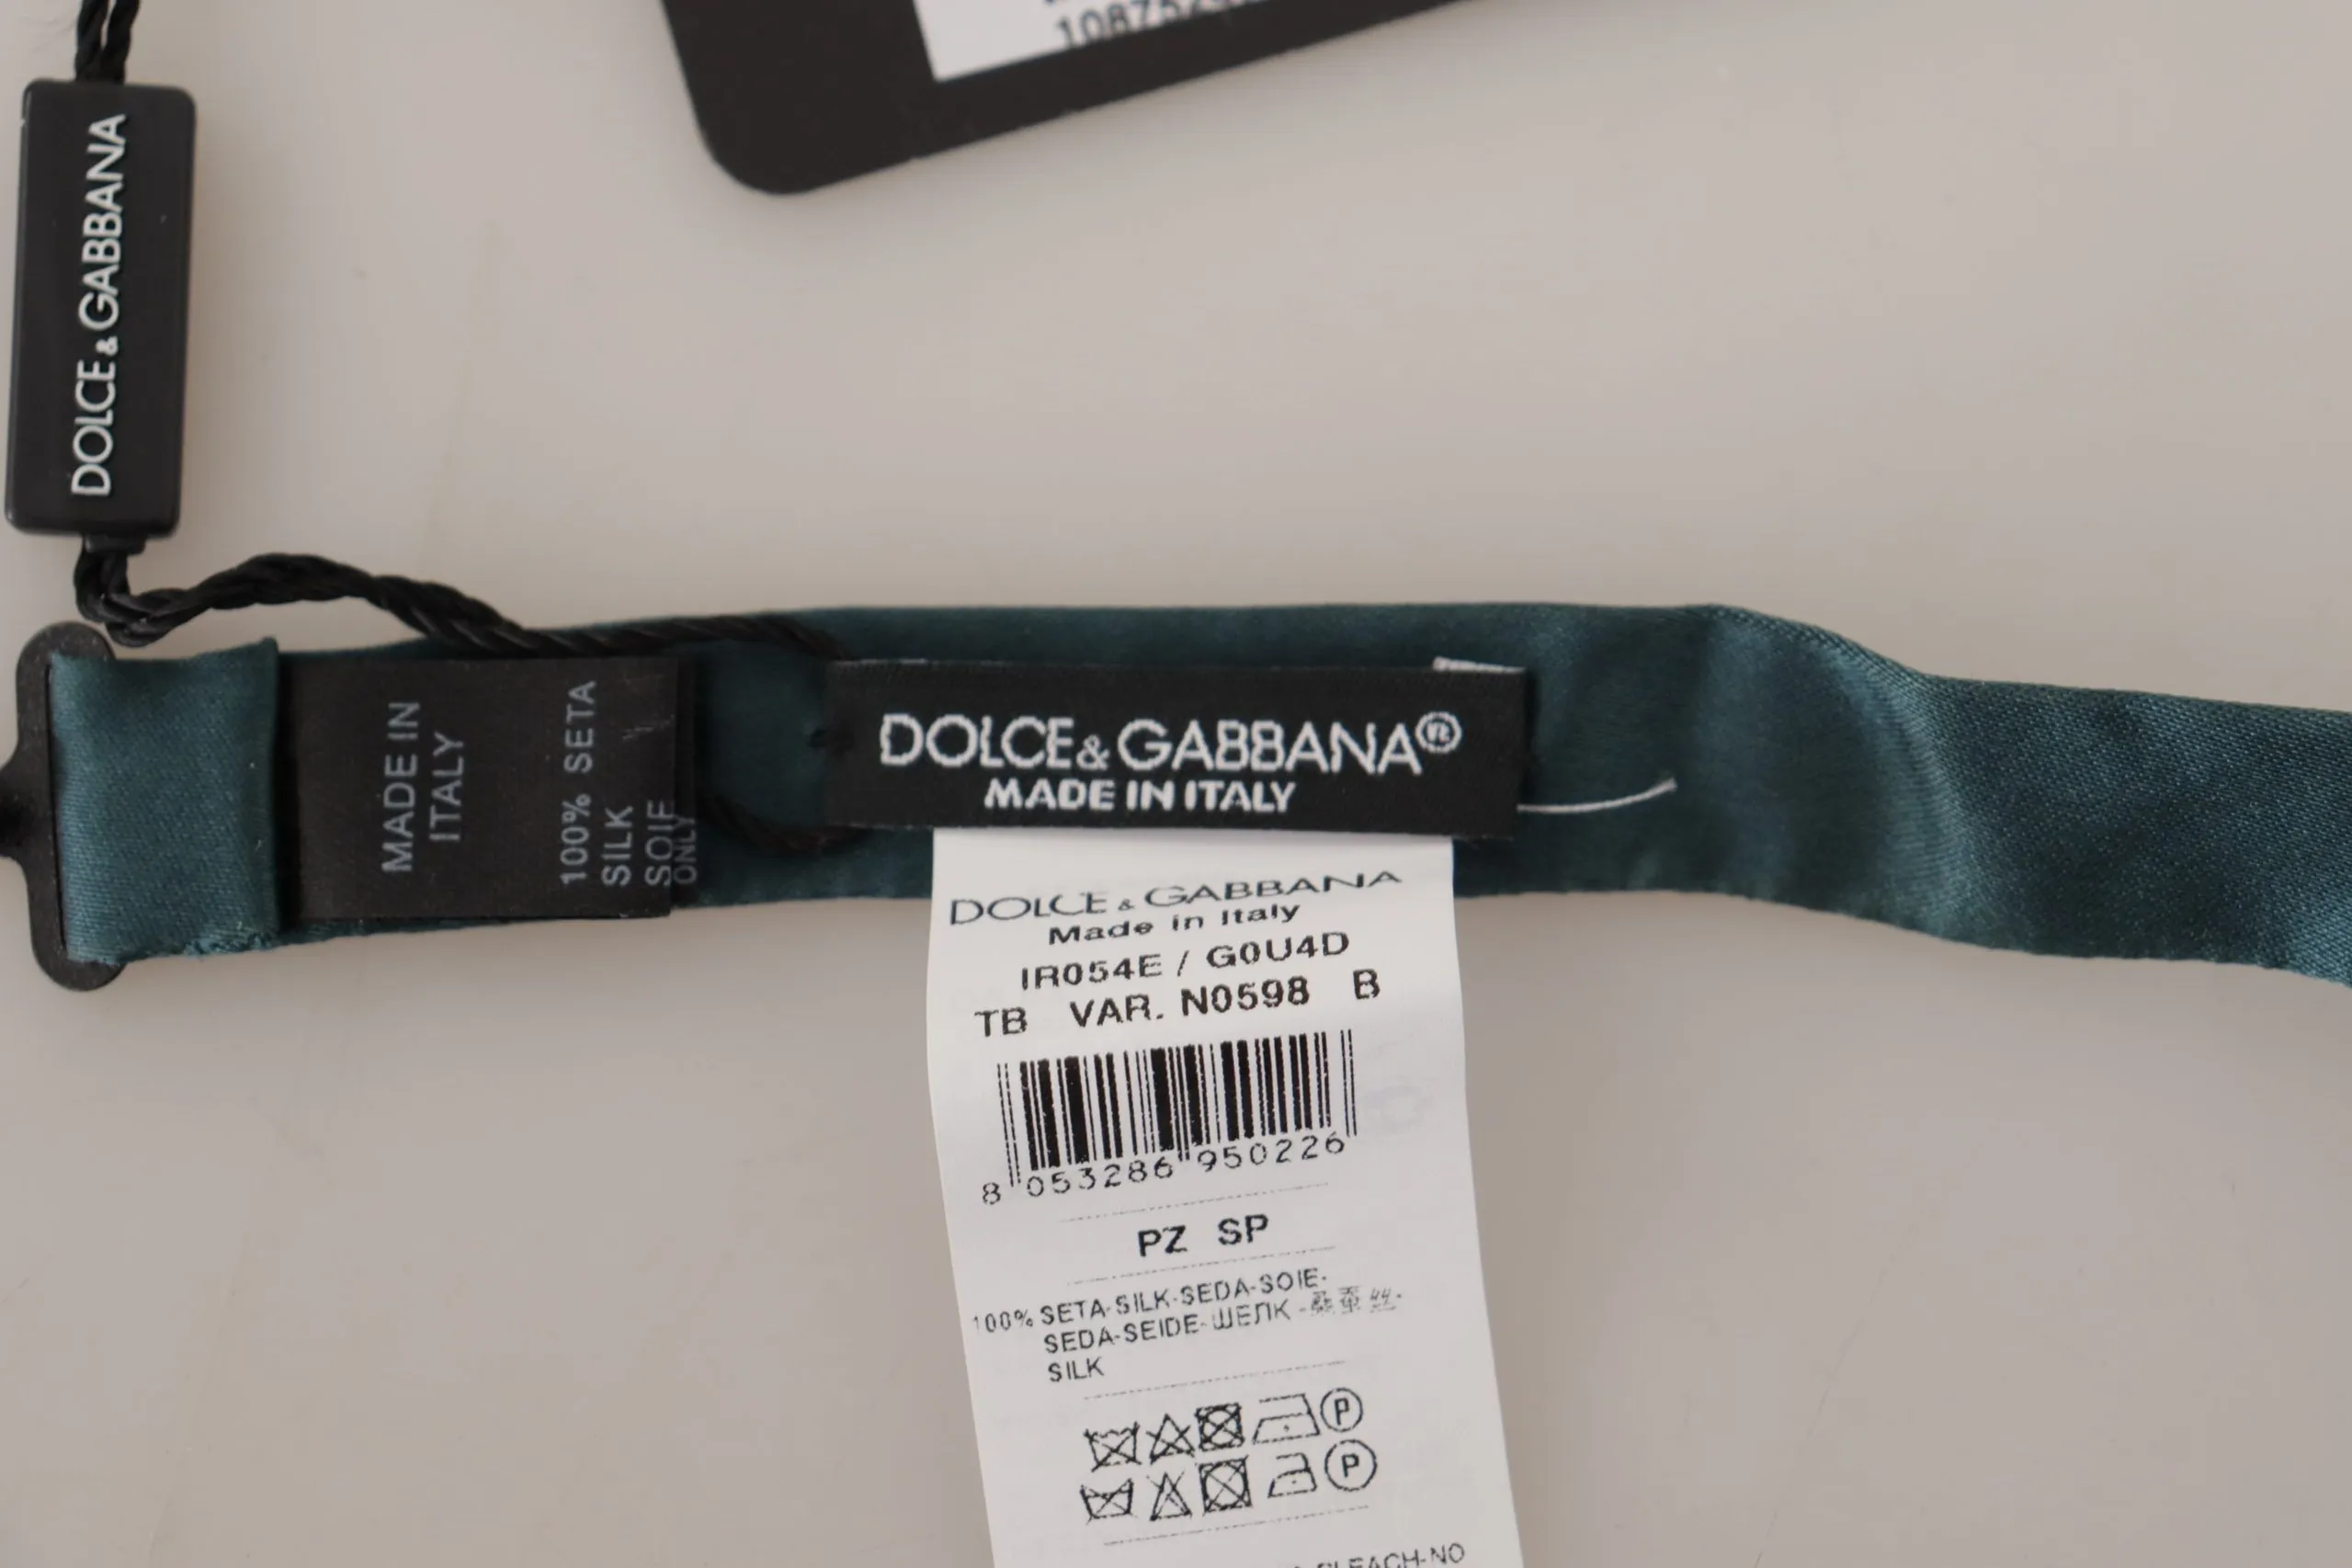 DOLCE & GABBANA
MADE IN
ITALY
100% SETA
SILK
SOIE
ONLY
DOLCE & GABBANA®
MADE IN ITALY
DOLCE & GABBANA
Made in Italy
IR054E / G0U4D
TB VAR. N0598 B
8 053286 950226
PZ SP
100% SETA-SILK-SEDA-SOIE-
SEDA-SEIDE-ШЕЛК-桑蚕丝-
SILK
P
P